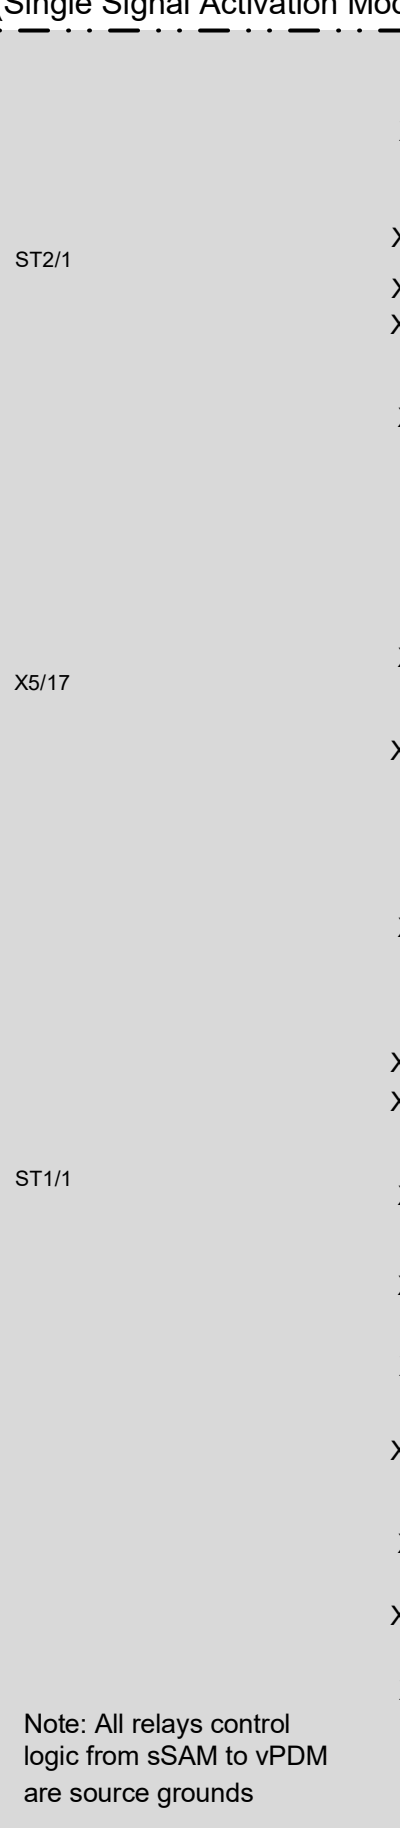 (Single Signal Activation
ST2/1
X5/17
ST1/1
Note: All relays control
logic from sSAM to vPDM
are source grounds